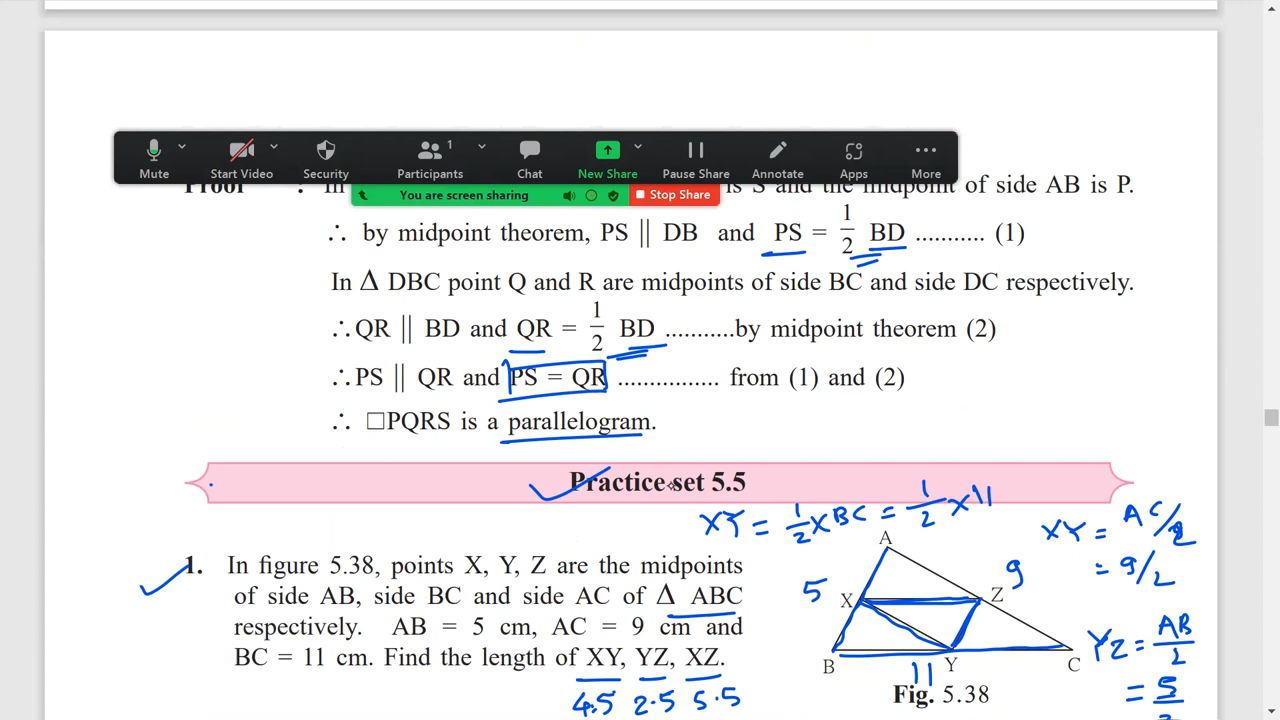 Mute Start Video Security Participants 1 Chat New Share Pause Share Annotate Apps More
You are screen sharing Stop Share
Proof : In is S and the midpoint of side AB is P.
∴ by midpoint theorem, PS || DB and PS = 1/2 BD ........... (1)
In Δ DBC point Q and R are midpoints of side BC and side DC respectively.
∴QR || BD and QR = 1/2 BD ...........by midpoint theorem (2)
∴PS || QR and PS = QR ................ from (1) and (2)
∴ □PQRS is a parallelogram.
Practice set 5.5
XY = 1/2 x BC = 1/2 x 11
XY = AC/2
= 9/2
1. In figure 5.38, points X, Y, Z are the midpoints
of side AB, side BC and side AC of Δ ABC
respectively. AB = 5 cm, AC = 9 cm and
BC = 11 cm. Find the length of XY, YZ, XZ.
4.5 2.5 5.5
A
5 9
X Z
B Y C
11
Fig. 5.38
YZ = AB/2
= 5